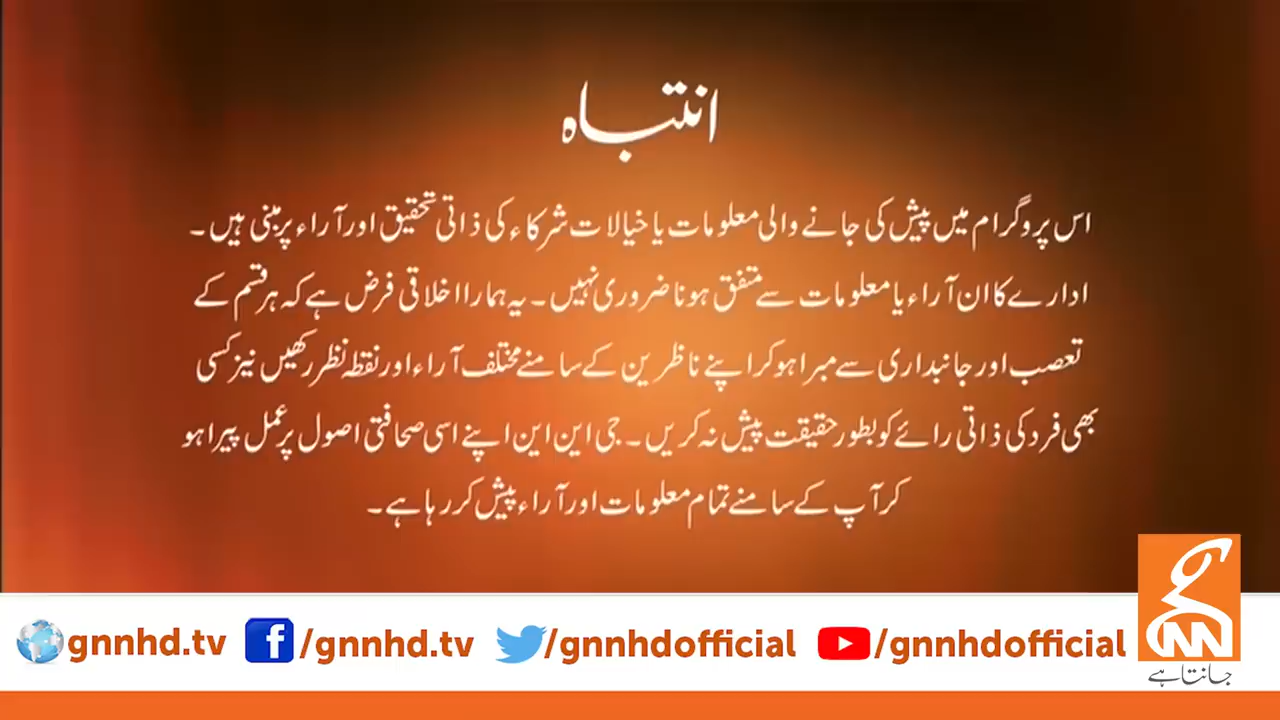 انتباہ
اس پروگرام میں پیش کی جانے والی معلومات یا خیالات شرکاء کی ذاتی تحقیق اور آراء پر مبنی ہیں۔
ادارے کا ان آراء یا معلومات سے متفق ہونا ضروری نہیں۔ یہ ہمارا اخلاقی فرض ہے کہ ہر قسم کے
تعصب اور جانبداری سے مبرا ہو کر اپنے ناظرین کے سامنے مختلف آراء اور نقطہ نظر رکھیں نیز کسی
بھی فرد کی ذاتی رائے کو بطور حقیقت پیش نہ کریں۔ جی این این اپنے اسی صحافتی اصول پر عمل پیرا ہو
کر آپ کے سامنے تمام معلومات اور آراء پیش کر رہا ہے۔
gnnhd.tv /gnnhd.tv /gnnhdofficial /gnnhdofficial
GNN
جانتا ہے